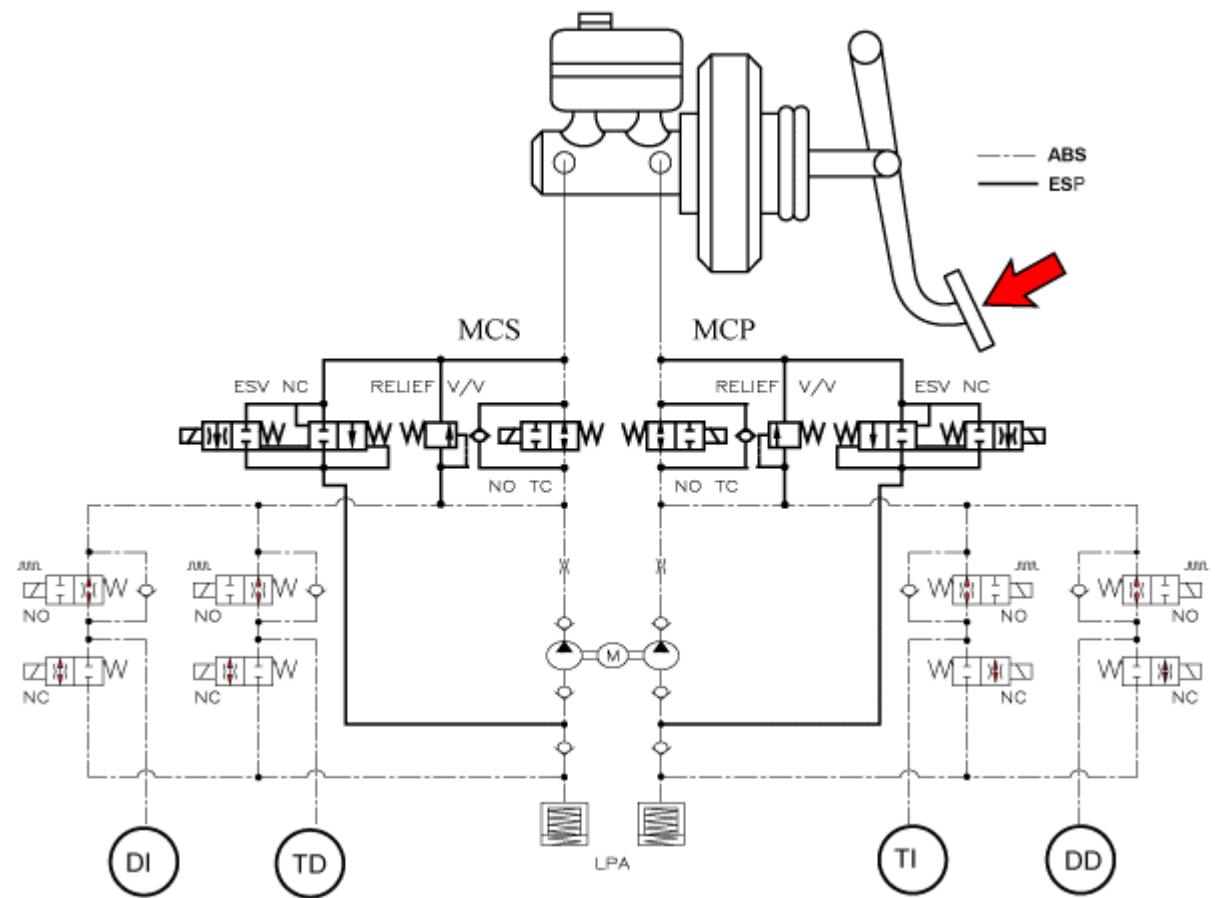 ABS
ESP
MCS MCP
ESV NC RELIEF V/V RELIEF V/V ESV NC
NO TC NO TC
NO NO NO NO
M
NC NC NC NC
DI TD LPA TI DD